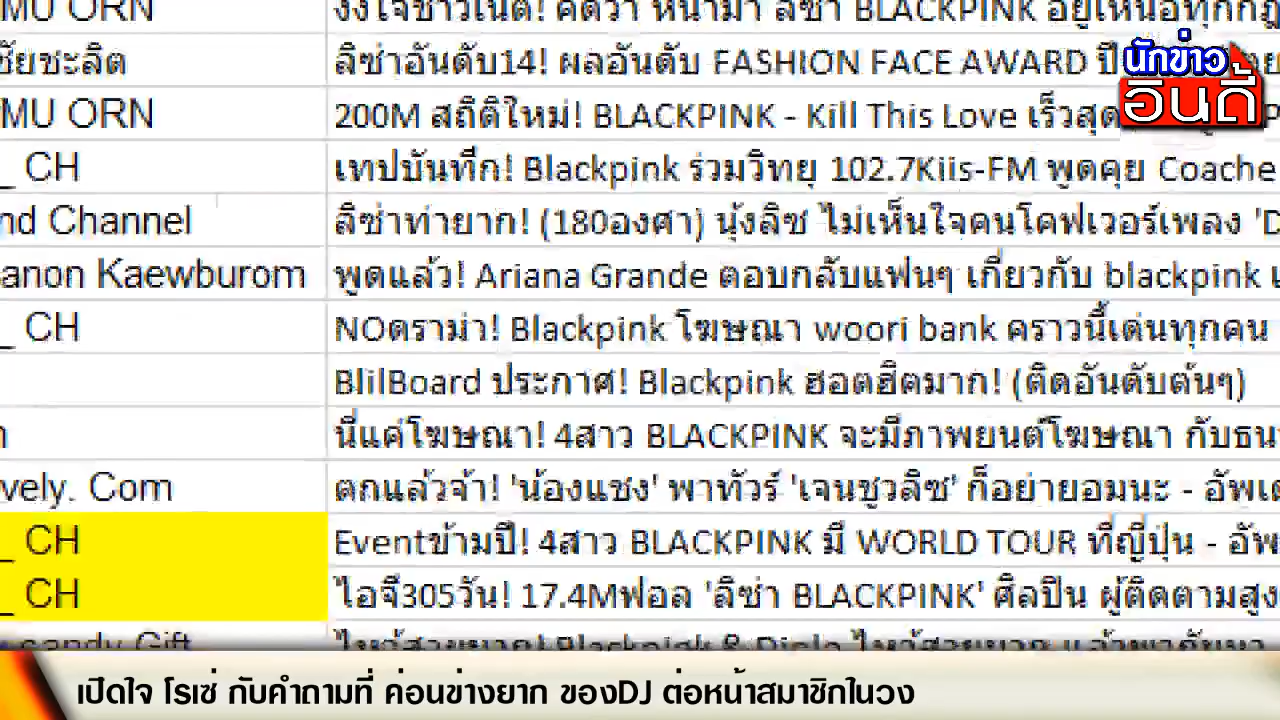 MU ORN งงใจชาวเน็ต! คิดว่า หน้าม้า ลิซ่า BLACKPINK อยู่เหนือทุกกฎ
ชัยชะลิต ลิซ่าอันดับ14! ผลอันดับ FASHION FACE AWARD ปี
MU ORN 200M สถิติใหม่! BLACKPINK - Kill This Love เร็วสุด
_ CH เทปบันทึก! Blackpink ร่วมวิทยุ 102.7Kiis-FM พูดคุย Coache
nd Channel ลิซ่าท่ายาก! (180องศา) นุ้งลิซ ไม่เห็นใจคนโคฟเวอร์เพลง 'D
anon Kaewburom พูดแล้ว! Ariana Grande ตอบกลับแฟนๆ เกี่ยวกับ blackpink เ
_ CH NOดราม่า! Blackpink โฆษณา woori bank คราวนี้เด่นทุกคน
BlilBoard ประกาศ! Blackpink ฮอตฮิตมาก! (ติดอันดับต้นๆ)
นี่แค่โฆษณา! 4สาว BLACKPINK จะมีภาพยนต์โฆษณา กับธน
vely. Com ตกแล้วจ้า! 'น้องแชง' พาทัวร์ 'เจนชูวลิซ' ก็อย่ายอมนะ - อัพเด
_ CH Eventข้ามปี! 4สาว BLACKPINK มี WORLD TOUR ที่ญี่ปุ่น - อัพ
_ CH ไอจี305วัน! 17.4Mฟอล 'ลิซ่า BLACKPINK' ศิลปิน ผู้ติดตามสูง
นักข่าว
อินดี้
เปิดใจ โรเซ่ กับคำถามที่ ค่อนข่างยาก ของDJ ต่อหน้าสมาชิกในวง